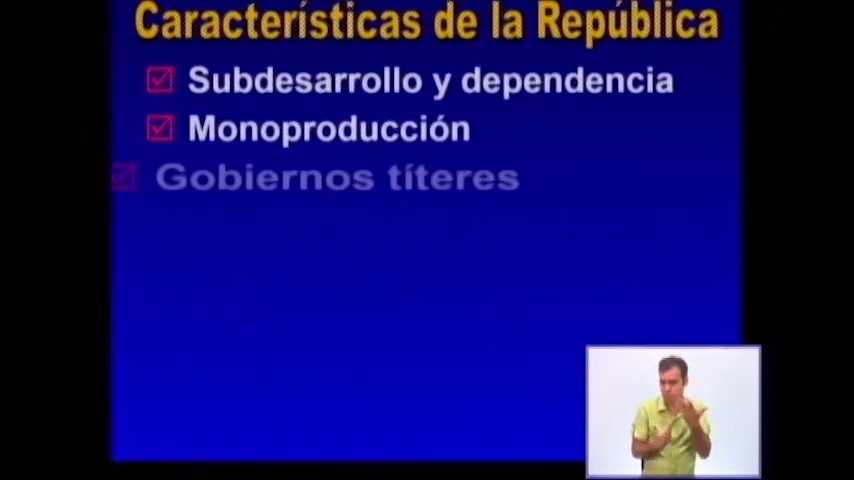 Características de la República
Subdesarrollo y dependencia
Monoproducción
Gobiernos títeres